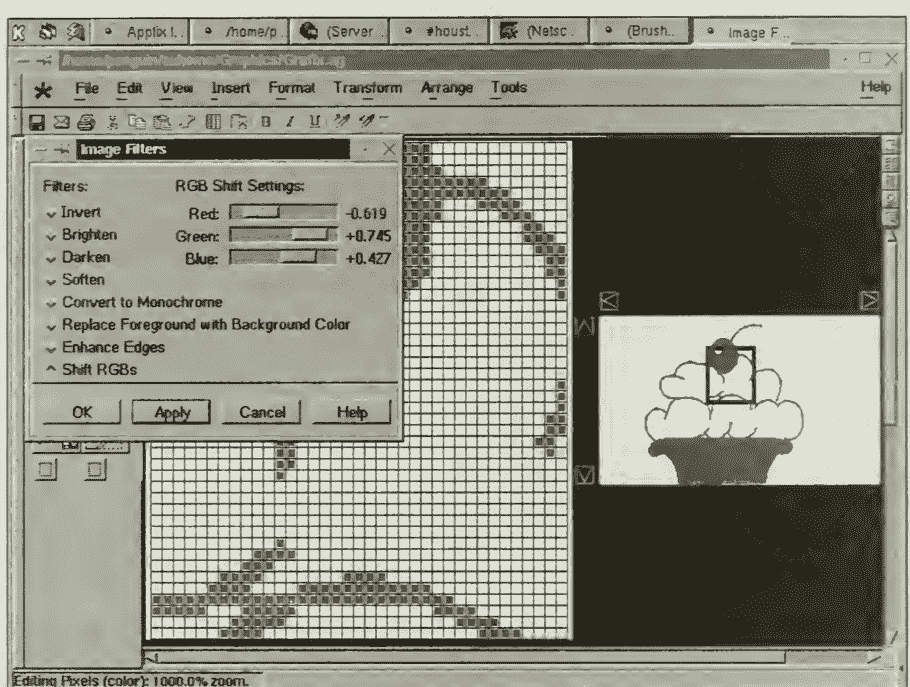 Applix I.. /home/p.. (Server.. #houst.. (Netsc.. (Brush.. Image F..
File Edit View Insert Format Transform Arrange Tools Help
B I U
Image Filters
Filters: RGB Shift Settings:
Invert Red: -0.619
Brighten Green: +0.745
Darken Blue: +0.427
Soften
Convert to Monochrome
Replace Foreground with Background Color
Enhance Edges
Shift RGBs
OK Apply Cancel Help
Editing Pixels (color): 1000.0% zoom.